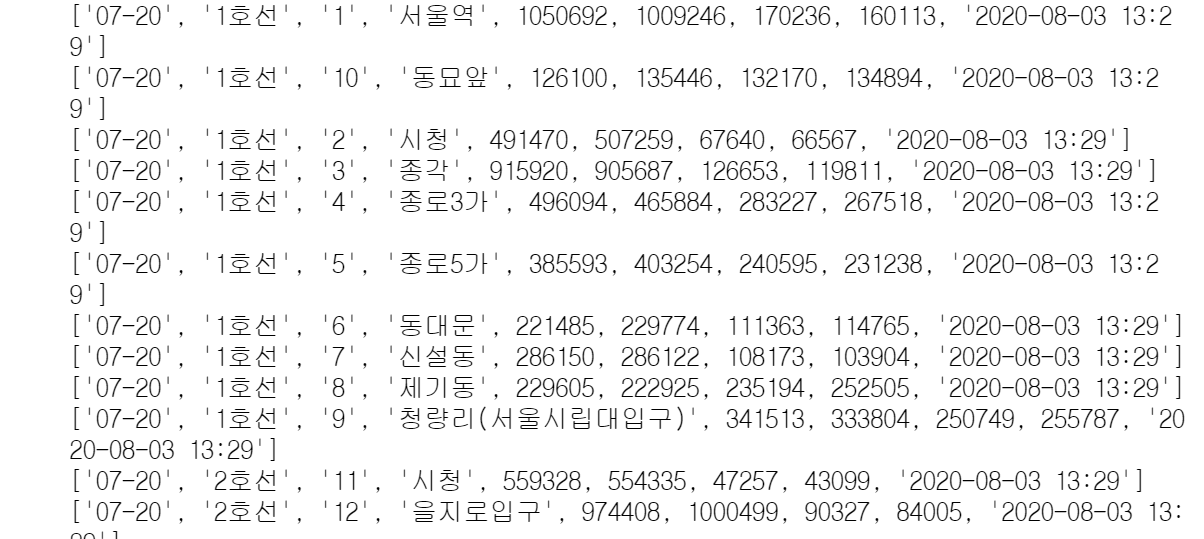 ['07-20', '1호선', '1', '서울역', 1050692, 1009246, 170236, 160113, '2020-08-03 13:2
9']
['07-20', '1호선', '10', '동묘앞', 126100, 135446, 132170, 134894, '2020-08-03 13:2
9']
['07-20', '1호선', '2', '시청', 491470, 507259, 67640, 66567, '2020-08-03 13:29']
['07-20', '1호선', '3', '종각', 915920, 905687, 126653, 119811, '2020-08-03 13:29']
['07-20', '1호선', '4', '종로3가', 496094, 465884, 283227, 267518, '2020-08-03 13:2
9']
['07-20', '1호선', '5', '종로5가', 385593, 403254, 240595, 231238, '2020-08-03 13:2
9']
['07-20', '1호선', '6', '동대문', 221485, 229774, 111363, 114765, '2020-08-03 13:29']
['07-20', '1호선', '7', '신설동', 286150, 286122, 108173, 103904, '2020-08-03 13:29']
['07-20', '1호선', '8', '제기동', 229605, 222925, 235194, 252505, '2020-08-03 13:29']
['07-20', '1호선', '9', '청량리(서울시립대입구)', 341513, 333804, 250749, 255787, '20
20-08-03 13:29']
['07-20', '2호선', '11', '시청', 559328, 554335, 47257, 43099, '2020-08-03 13:29']
['07-20', '2호선', '12', '을지로입구', 974408, 1000499, 90327, 84005, '2020-08-03 13: